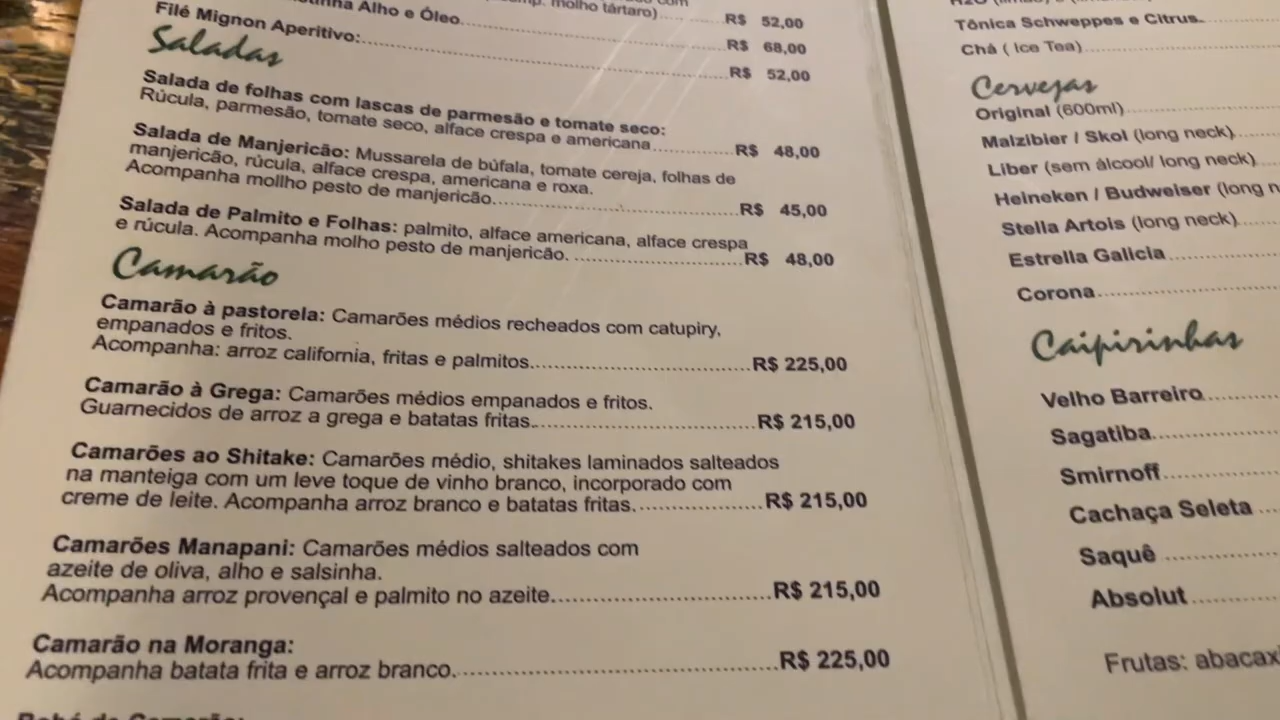 molho tártaro)
R$ 52,00
Alho e Óleo
R$ 68,00
Filé Mignon Aperitivo:
R$ 52,00
Saladas
Salada de folhas com lascas de parmesão e tomate seco:
Rúcula, parmesão, tomate seco, alface crespa e americana
R$ 48,00
Salada de Manjericão: Mussarela de búfala, tomate cereja, folhas de
manjericão, rúcula, alface crespa, americana e roxa.
Acompanha mollho pesto de manjericão
R$ 45,00
Salada de Palmito e Folhas: palmito, alface americana, alface crespa
e rúcula. Acompanha molho pesto de manjericão.
R$ 48,00
Camarão
Camarão à pastorela: Camarões médios recheados com catupiry,
empanados e fritos.
Acompanha: arroz california, fritas e palmitos
R$ 225,00
Camarão à Grega: Camarões médios empanados e fritos.
Guarnecidos de arroz a grega e batatas fritas
R$ 215,00
Camarões ao Shitake: Camarões médio, shitakes laminados salteados
na manteiga com um leve toque de vinho branco, incorporado com
creme de leite. Acompanha arroz branco e batatas fritas.
R$ 215,00
Camarões Manapani: Camarões médios salteados com
azeite de oliva, alho e salsinha.
Acompanha arroz provençal e palmito no azeite
R$ 215,00
Camarão na Moranga:
Acompanha batata frita e arroz branco.
R$ 225,00
Tônica Schweppes e Citrus
Chá ( Ice Tea)
Cervejas
Original (600ml)
Malzibier / Skol (long neck)
Liber (sem álcool/ long neck)
Heineken / Budweiser (long
Stella Artois (long neck)
Estrella Galicia
Corona
Caipirinhas
Velho Barreiro
Sagatiba
Smirnoff
Cachaça Seleta
Saquê
Absolut
Frutas: